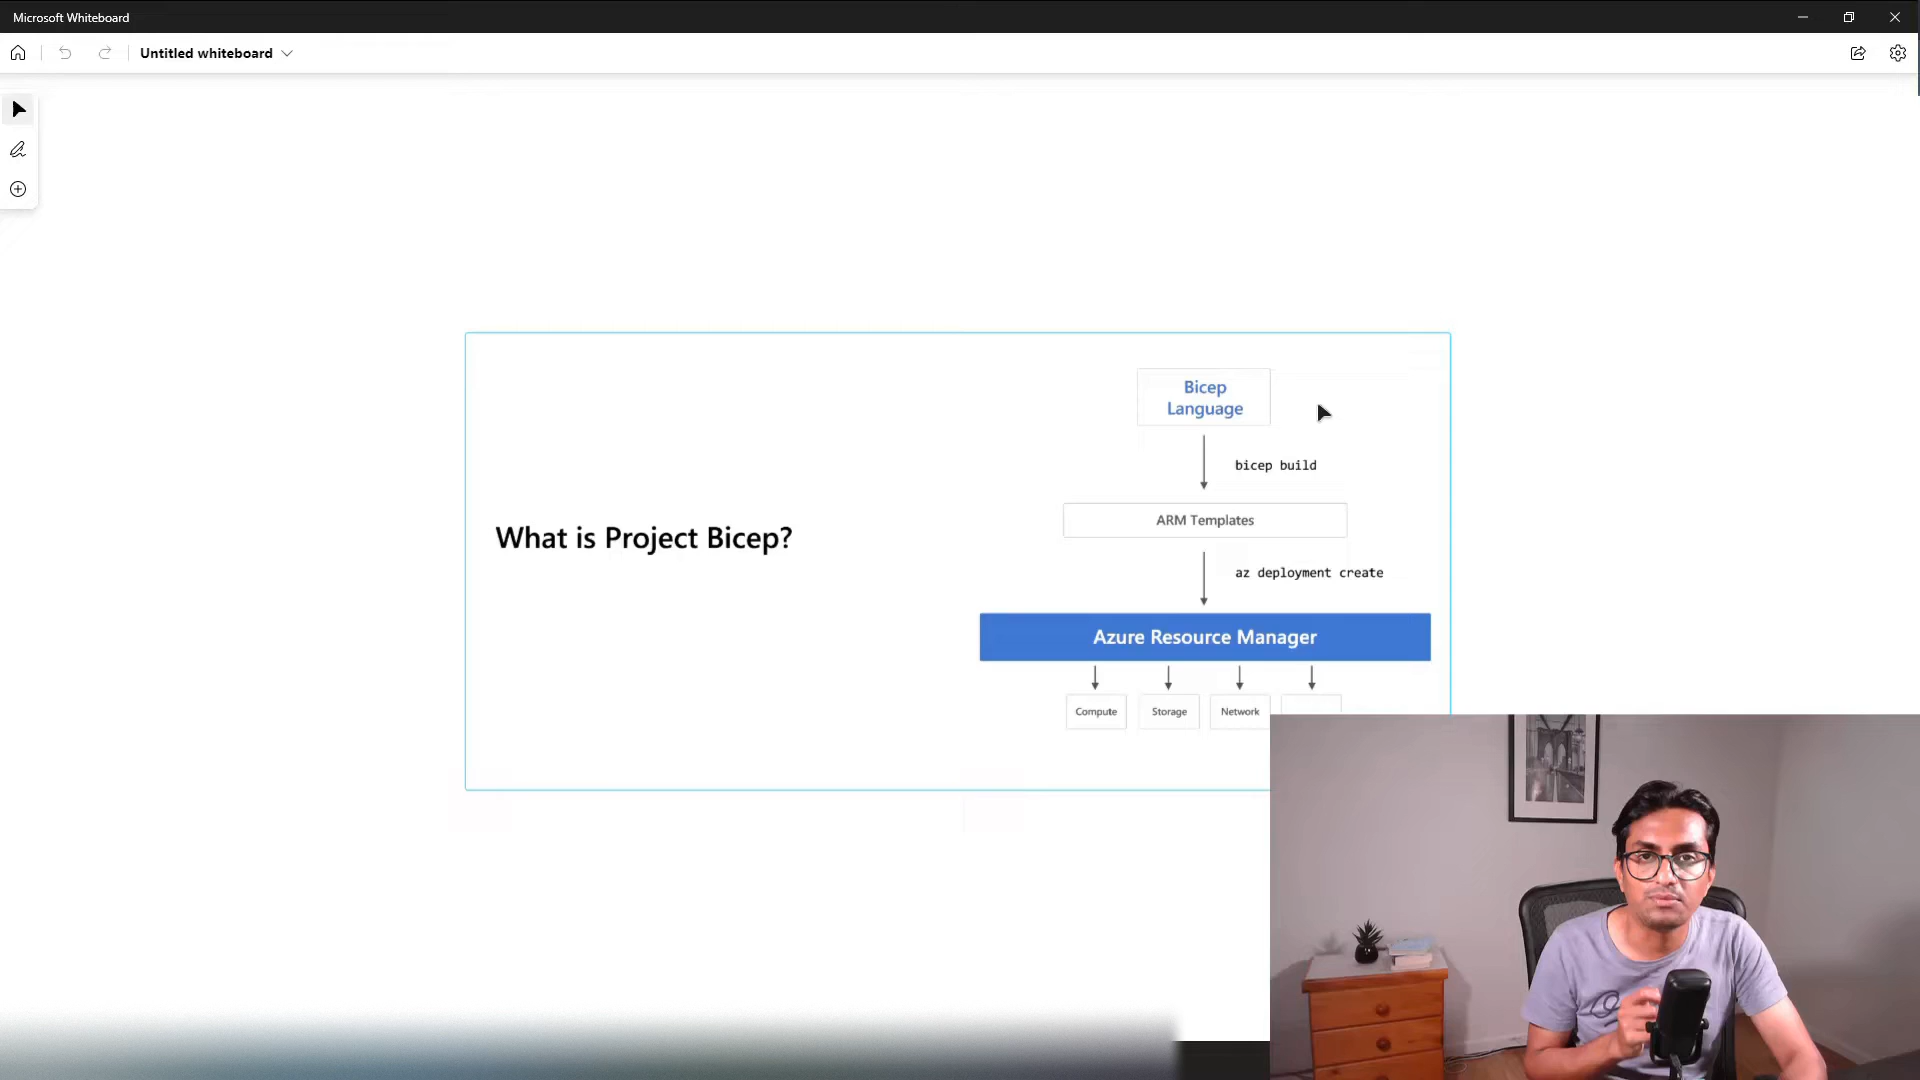 Microsoft Whiteboard
Untitled whiteboard
Bicep
Language
bicep build
What is Project Bicep?
ARM Templates
az deployment create
Azure Resource Manager
Compute
Storage
Network